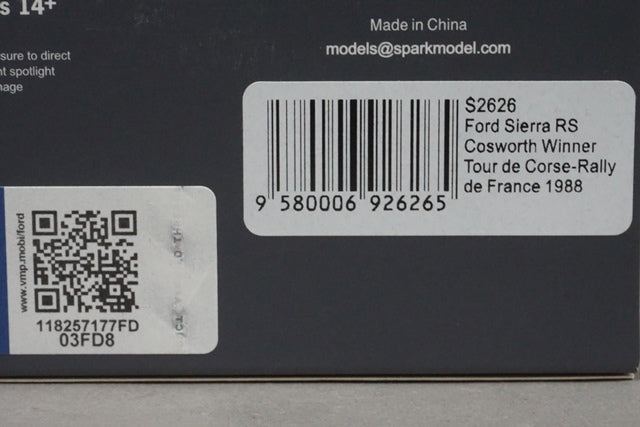 s 14+
sure to direct
nt spotlight
nage
Made in China
models@sparkmodel.com
S2626
Ford Sierra RS
Cosworth Winner
Tour de Corse-Rally
de France 1988
9 580006 926265
www.vmp.mobi/ford
118257177FD
03FD8